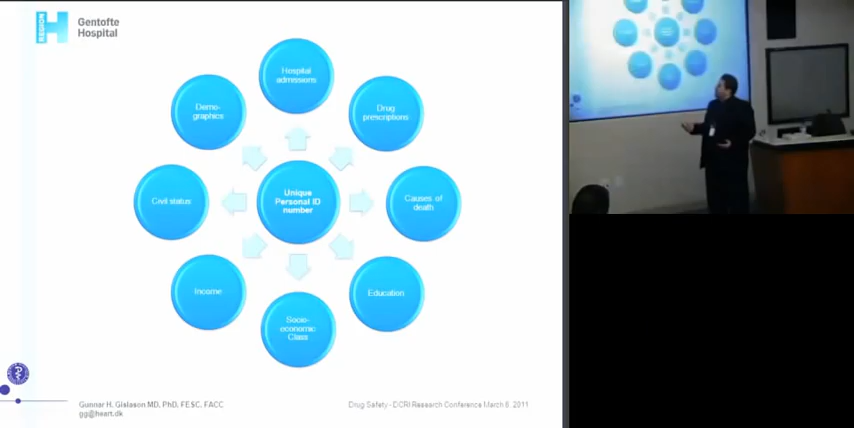 REGION
Gentofte
Hospital
Hospital
admissions
Drug
prescriptions
Causes of
death
Education
Socio-
economic
Class
Income
Civil status
Demo-
graphics
Unique
Personal ID
number
Gunnar H. Gislason MD, PhD, FESC, FACC
gg@heart.dk
Drug Safety - DCRI Research Conference March 8, 2011